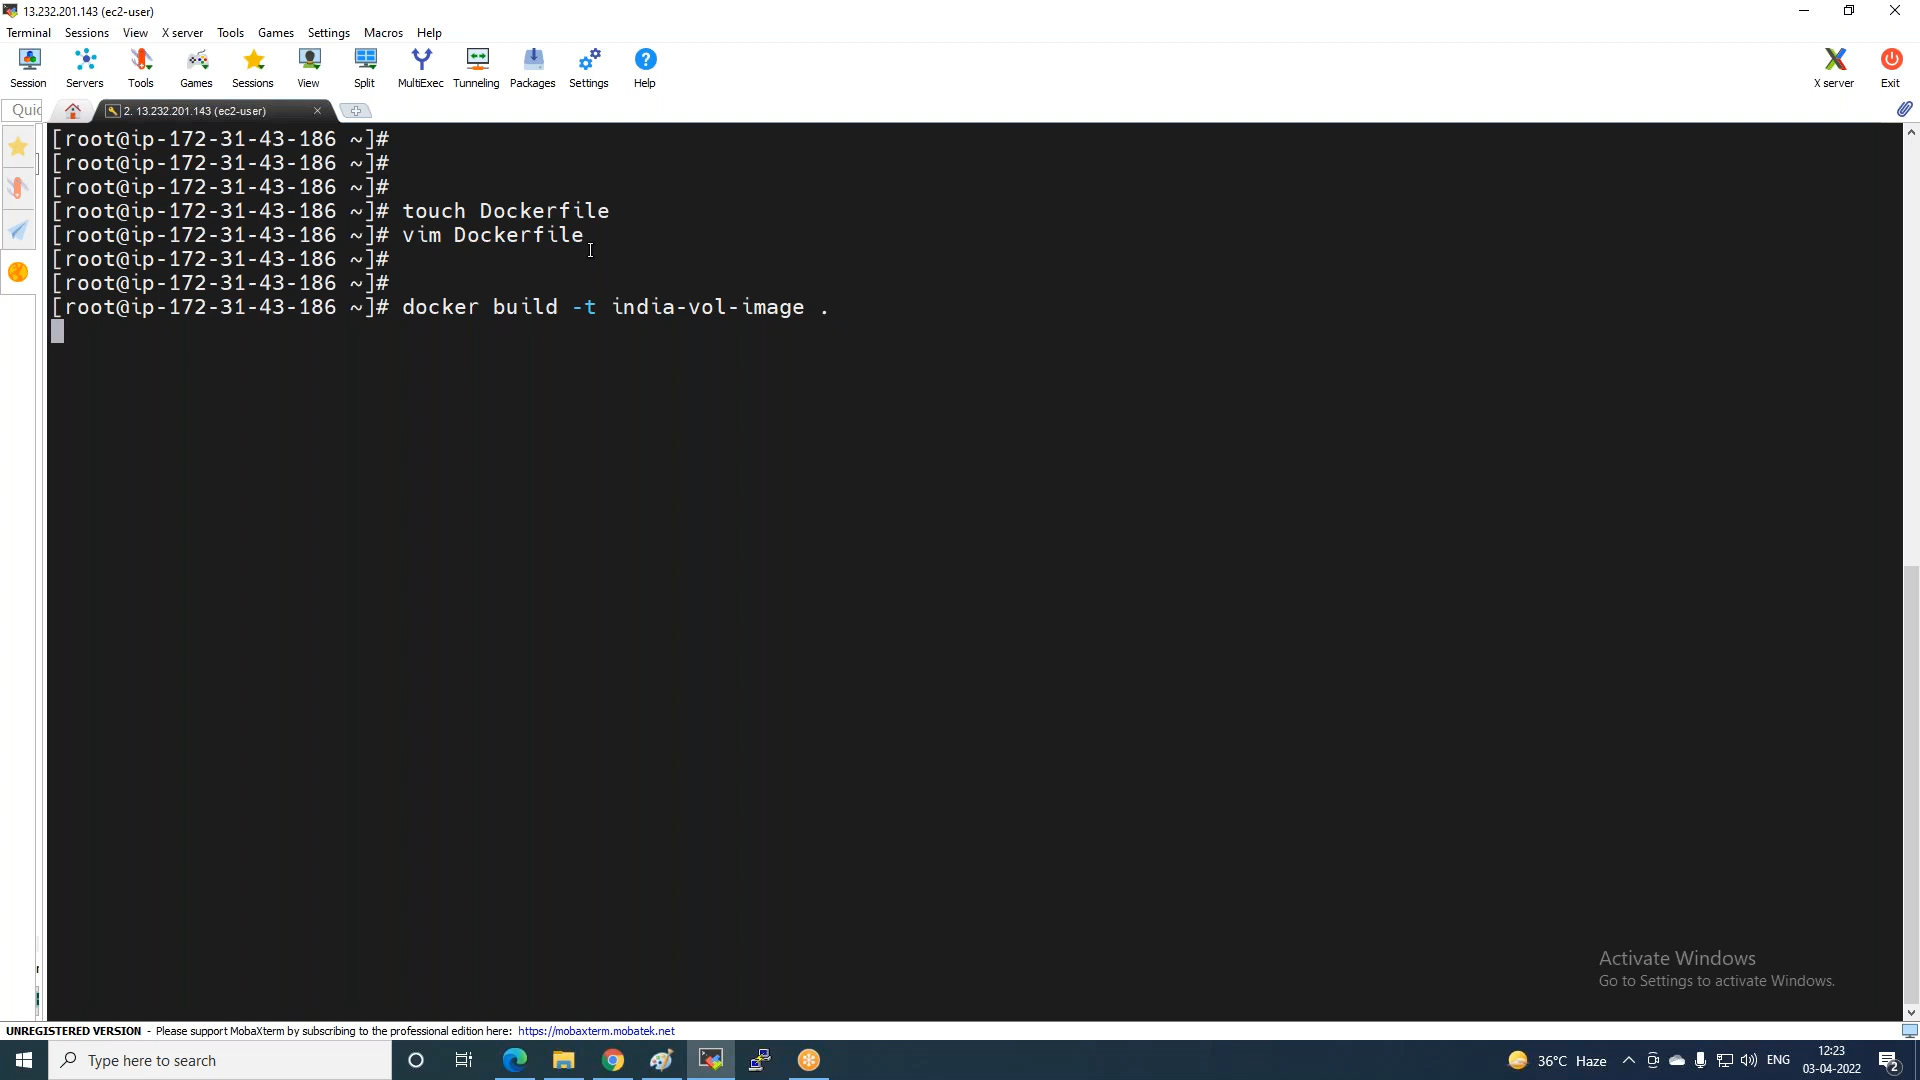 13.232.201.143 (ec2-user)
Terminal Sessions View X server Tools Games Settings Macros Help
Session Servers Tools Games Sessions View Split MultiExec Tunneling Packages Settings Help X server Exit
Quic 2. 13.232.201.143 (ec2-user)
[root@ip-172-31-43-186 ~]#
[root@ip-172-31-43-186 ~]#
[root@ip-172-31-43-186 ~]#
[root@ip-172-31-43-186 ~]# touch Dockerfile
[root@ip-172-31-43-186 ~]# vim Dockerfile
[root@ip-172-31-43-186 ~]#
[root@ip-172-31-43-186 ~]#
[root@ip-172-31-43-186 ~]# docker build -t india-vol-image .
Activate Windows
Go to Settings to activate Windows.
UNREGISTERED VERSION - Please support MobaXterm by subscribing to the professional edition here: https://mobaxterm.mobatek.net
Type here to search
36°C Haze
ENG
12:23
03-04-2022
2